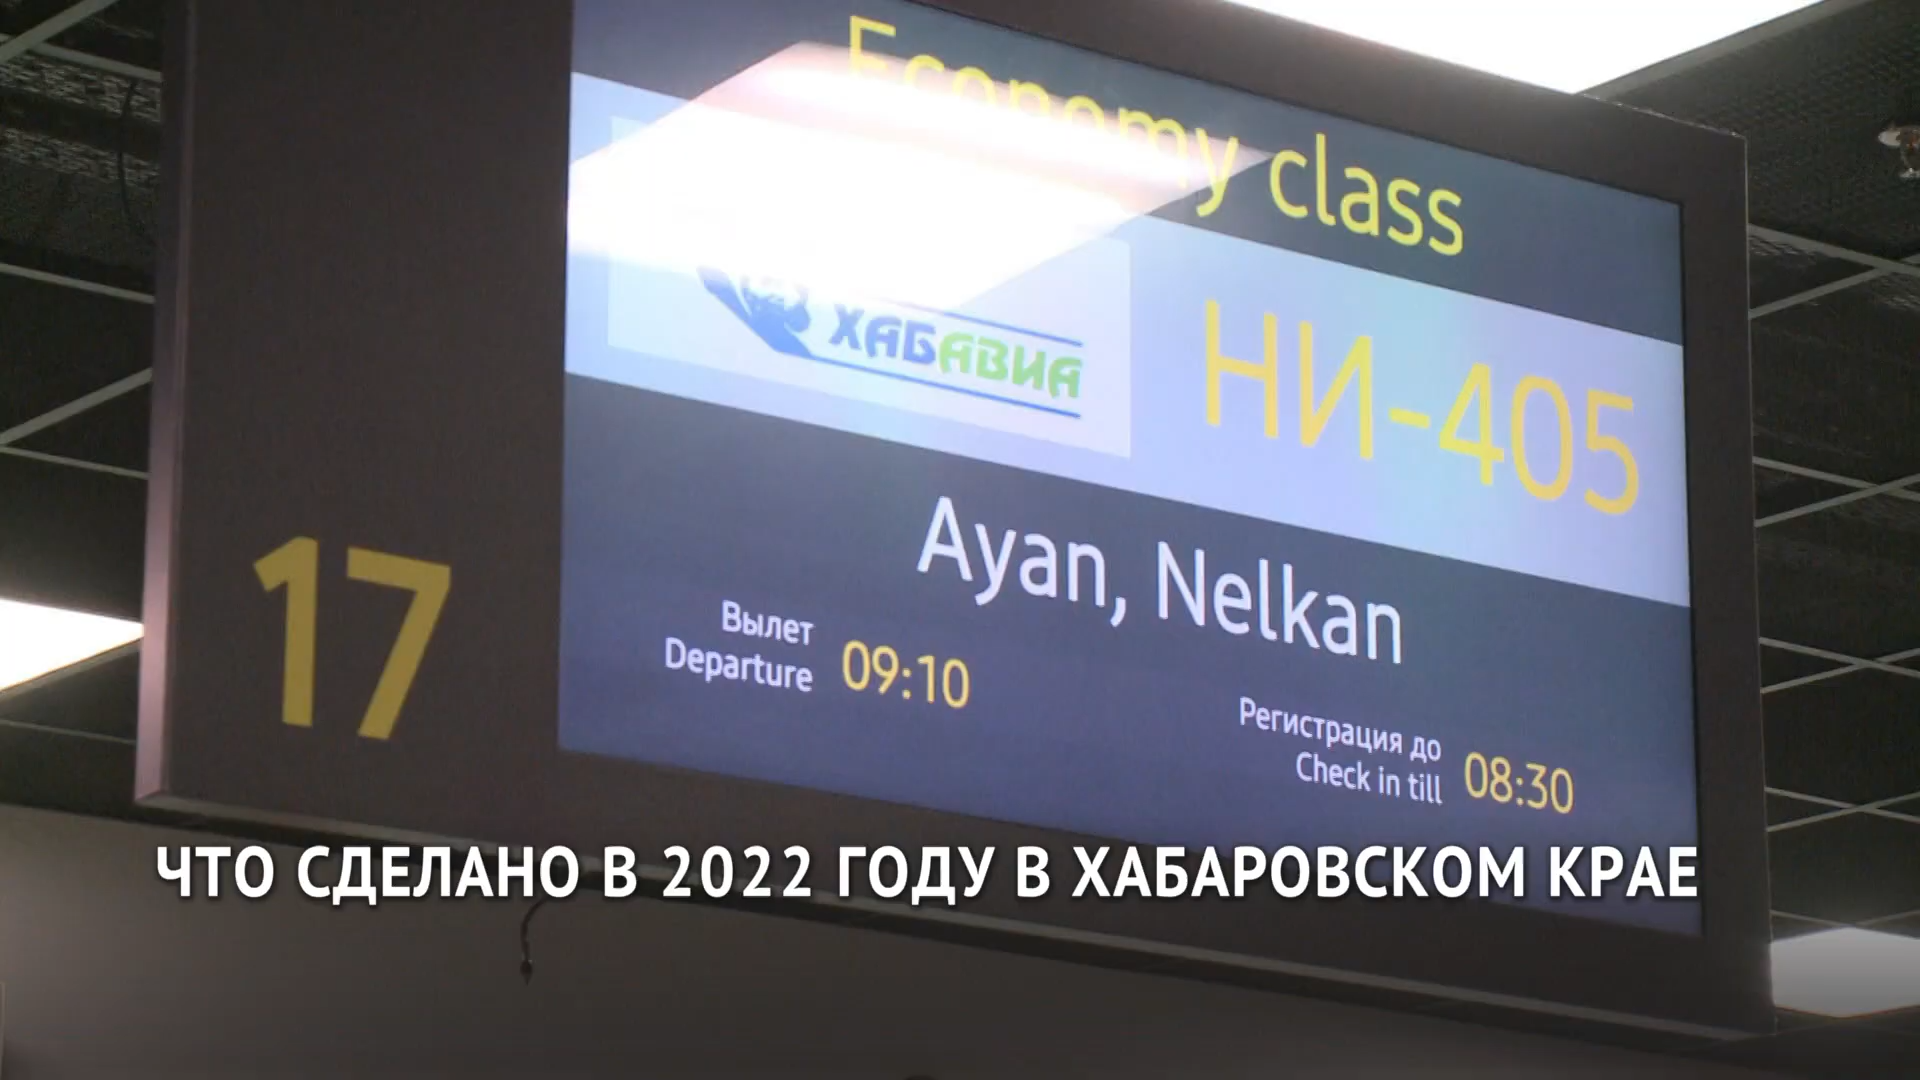 Economy class
ХАБАВИА
НИ-405
Ayan, Nelkan
17
Вылет
Departure
09:10
Регистрация до
Check in till
08:30
ЧТО СДЕЛАНО В 2022 ГОДУ В ХАБАРОВСКОМ КРАЕ